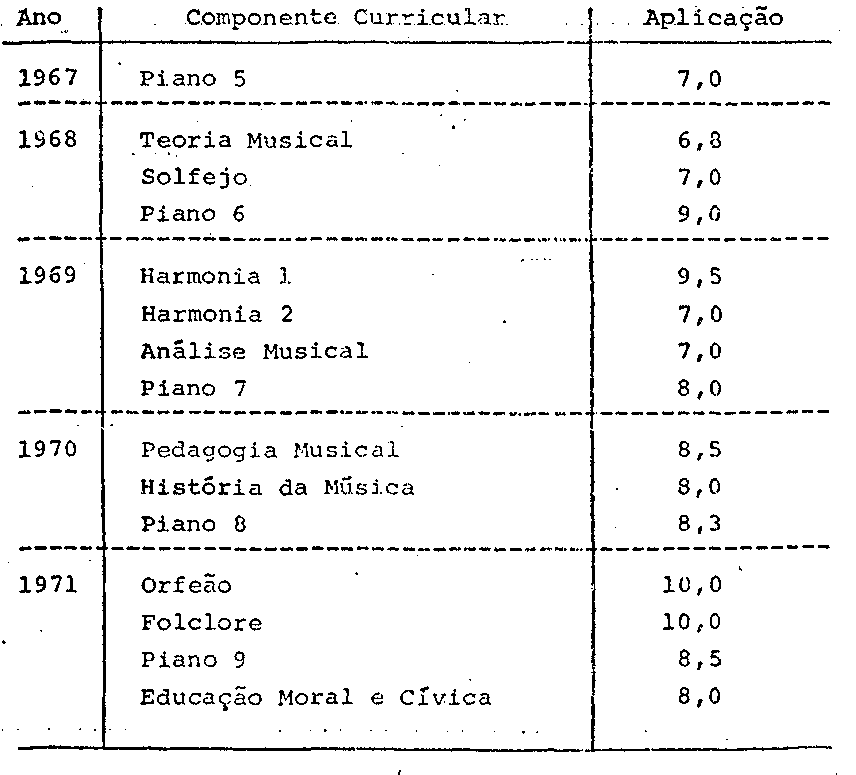 Ano Componente Curricular Aplicação
1967 Piano 5 7,0
1968 Teoria Musical 6,8
Solfejo 7,0
Piano 6 9,0
1969 Harmonia 1 9,5
Harmonia 2 7,0
Análise Musical 7,0
Piano 7 8,0
1970 Pedagogia Musical 8,5
História da Música 8,0
Piano 8 8,3
1971 Orfeão 10,0
Folclore 10,0
Piano 9 8,5
Educação Moral e Cívica 8,0